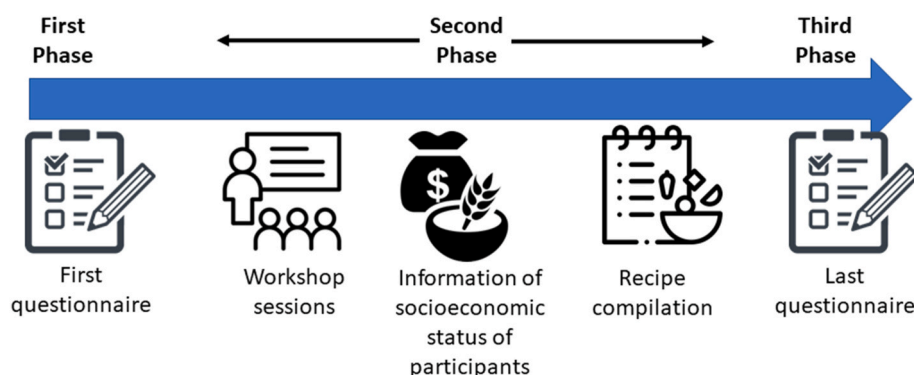 First
Phase
Second
Phase
Third
Phase
$
First
questionnaire
Workshop
sessions
Information of
socioeconomic
status of
participants
Recipe
compilation
Last
questionnaire